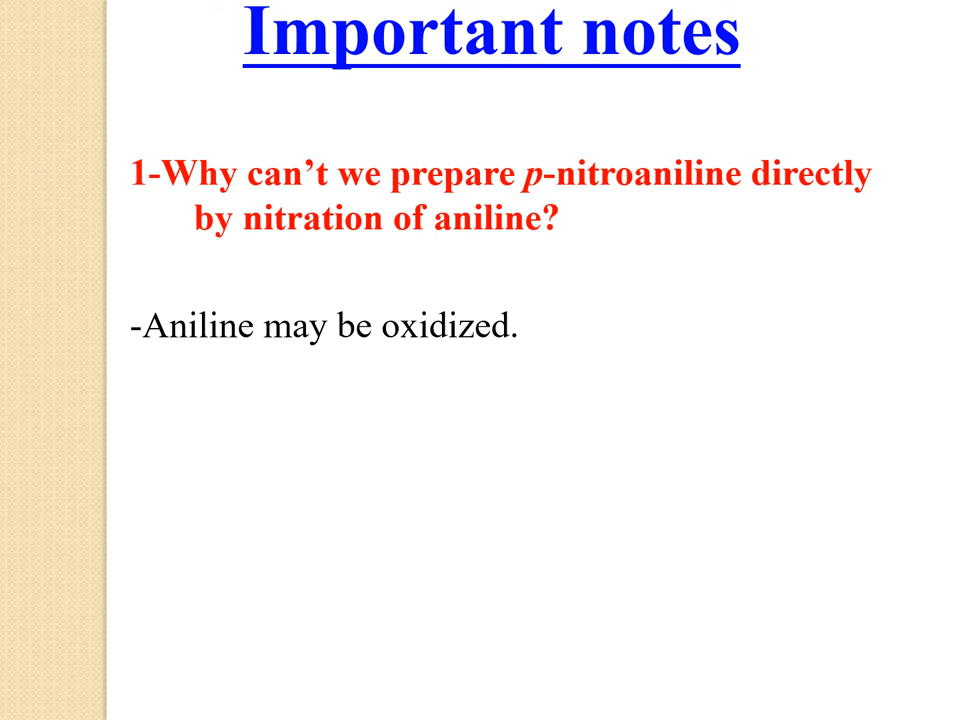 Important notes
1-Why can’t we prepare p-nitroaniline directly
by nitration of aniline?
-Aniline may be oxidized.